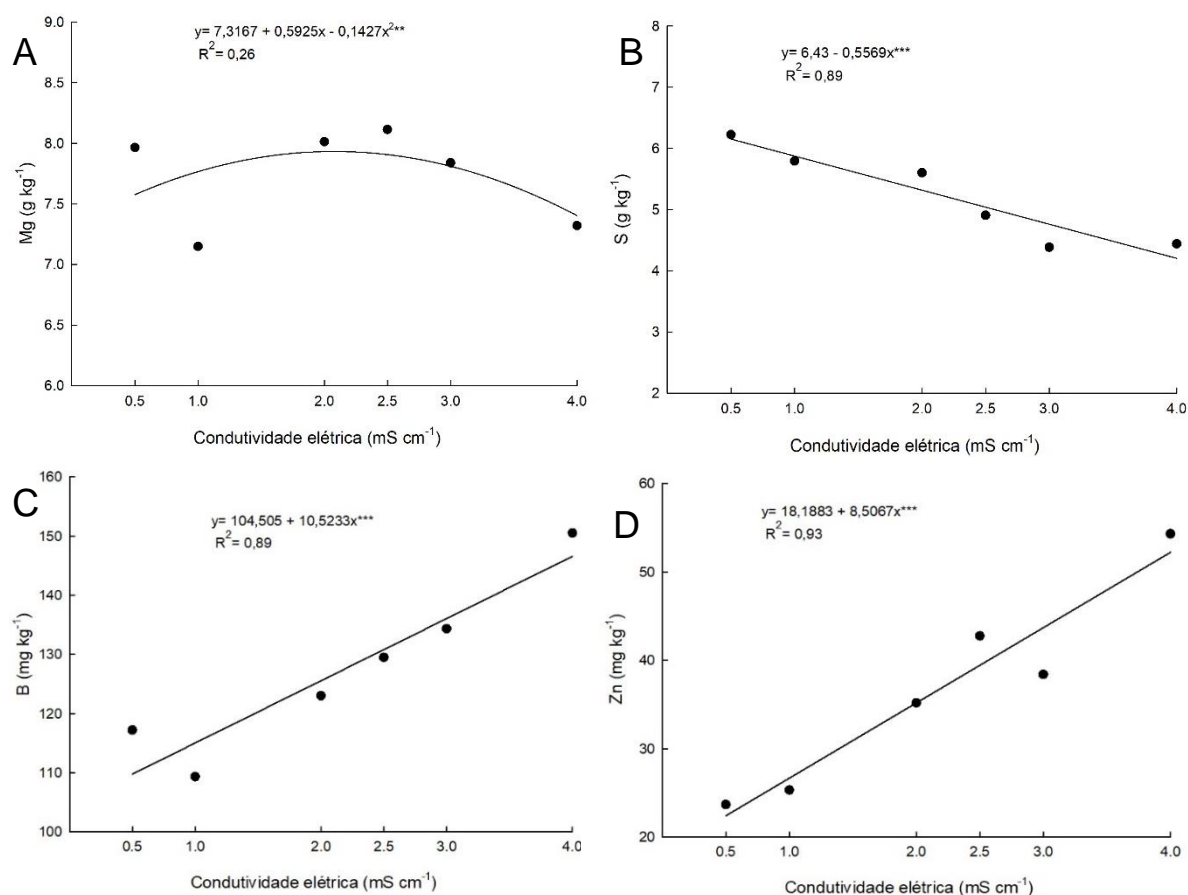 A
y= 7,3167 + 0,5925x - 0,1427x²**
R² = 0,26
Mg (g kg⁻¹)
9.0
8.5
8.0
7.5
7.0
6.5
6.0
0.5 1.0 2.0 2.5 3.0 4.0
Condutividade elétrica (mS cm⁻¹)
B
y= 6,43 - 0,5569x***
R² = 0,89
S (g kg⁻¹)
8
7
6
5
4
3
2
0.5 1.0 2.0 2.5 3.0 4.0
Condutividade elétrica (mS cm⁻¹)
C
y= 104,505 + 10,5233x***
R² = 0,89
B (mg kg⁻¹)
160
150
140
130
120
110
100
0.5 1.0 2.0 2.5 3.0 4.0
Condutividade elétrica (mS cm⁻¹)
D
y= 18,1883 + 8,5067x***
R² = 0,93
Zn (mg kg⁻¹)
60
50
40
30
20
0.5 1.0 2.0 2.5 3.0 4.0
Condutividade elétrica (mS cm⁻¹)